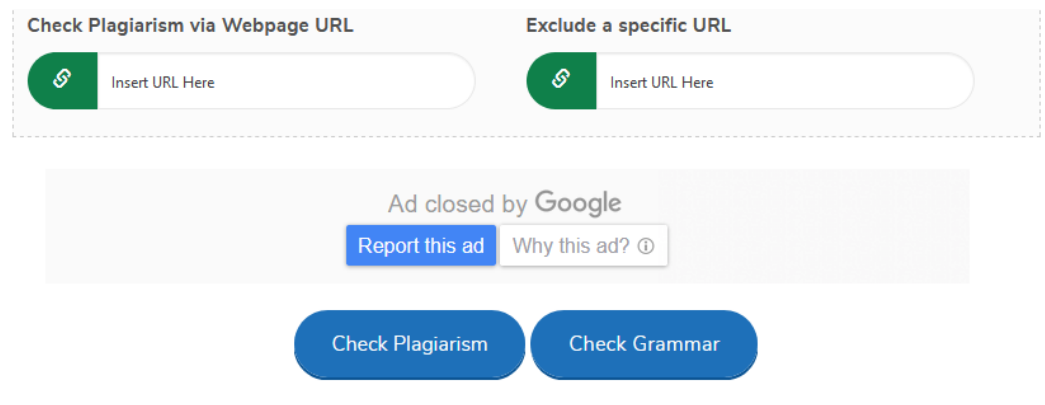 Check Plagiarism via Webpage URL Exclude a specific URL
Insert URL Here Insert URL Here
Ad closed by Google
Report this ad Why this ad?
Check Plagiarism Check Grammar